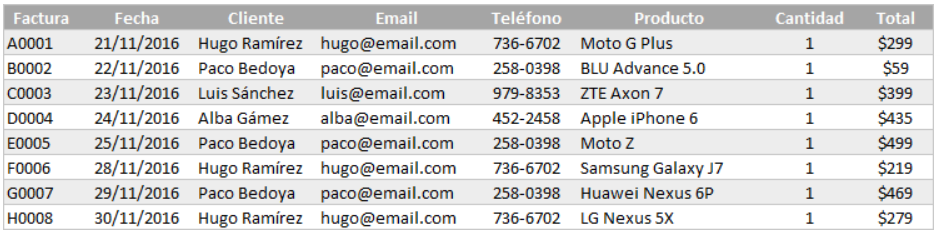 Factura Fecha Cliente Email Teléfono Producto Cantidad Total
A0001 21/11/2016 Hugo Ramírez hugo@email.com 736-6702 Moto G Plus 1 $299
B0002 22/11/2016 Paco Bedoya paco@email.com 258-0398 BLU Advance 5.0 1 $59
C0003 23/11/2016 Luis Sánchez luis@email.com 979-8353 ZTE Axon 7 1 $399
D0004 24/11/2016 Alba Gámez alba@email.com 452-2458 Apple iPhone 6 1 $435
E0005 25/11/2016 Paco Bedoya paco@email.com 258-0398 Moto Z 1 $499
F0006 28/11/2016 Hugo Ramírez hugo@email.com 736-6702 Samsung Galaxy J7 1 $219
G0007 29/11/2016 Paco Bedoya paco@email.com 258-0398 Huawei Nexus 6P 1 $469
H0008 30/11/2016 Hugo Ramírez hugo@email.com 736-6702 LG Nexus 5X 1 $279